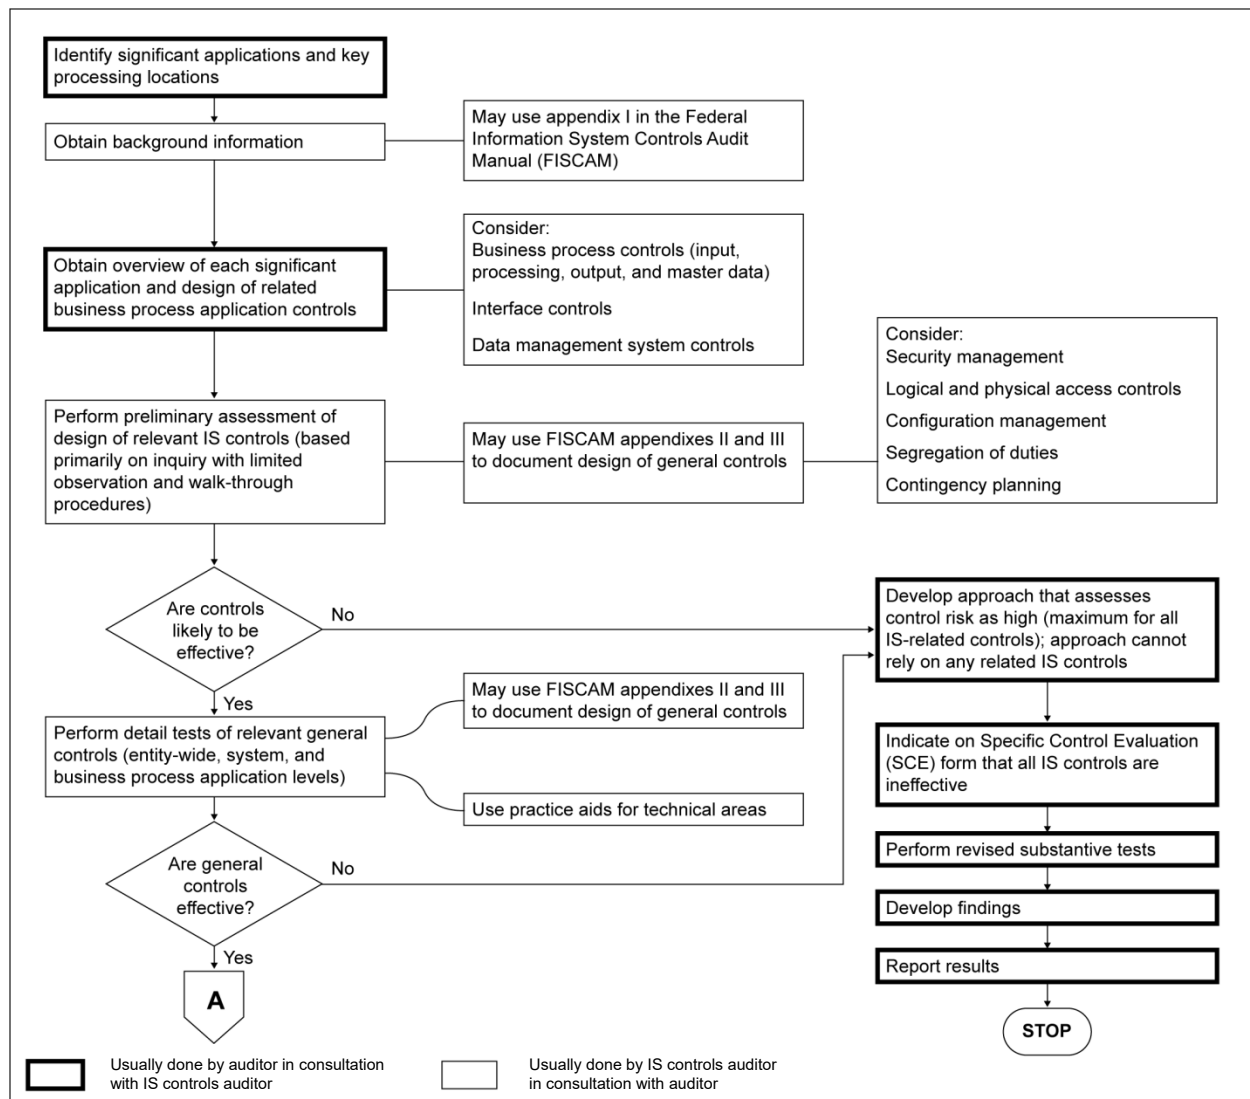 Identify significant applications and key
processing locations
Obtain background information
May use appendix I in the Federal
Information System Controls Audit
Manual (FISCAM)
Obtain overview of each significant
application and design of related
business process application controls
Consider:
Business process controls (input,
processing, output, and master data)
Interface controls
Data management system controls
Perform preliminary assessment of
design of relevant IS controls (based
primarily on inquiry with limited
observation and walk-through
procedures)
May use FISCAM appendixes II and III
to document design of general controls
Consider:
Security management
Logical and physical access controls
Configuration management
Segregation of duties
Contingency planning
Are controls
likely to be
effective?
No
Yes
Develop approach that assesses
control risk as high (maximum for all
IS-related controls); approach cannot
rely on any related IS controls
Perform detail tests of relevant general
controls (entity-wide, system, and
business process application levels)
May use FISCAM appendixes II and III
to document design of general controls
Use practice aids for technical areas
Indicate on Specific Control Evaluation
(SCE) form that all IS controls are
ineffective
Are general
controls
effective?
No
Yes
A
Perform revised substantive tests
Develop findings
Report results
STOP
Usually done by auditor in consultation
with IS controls auditor
Usually done by IS controls auditor
in consultation with auditor